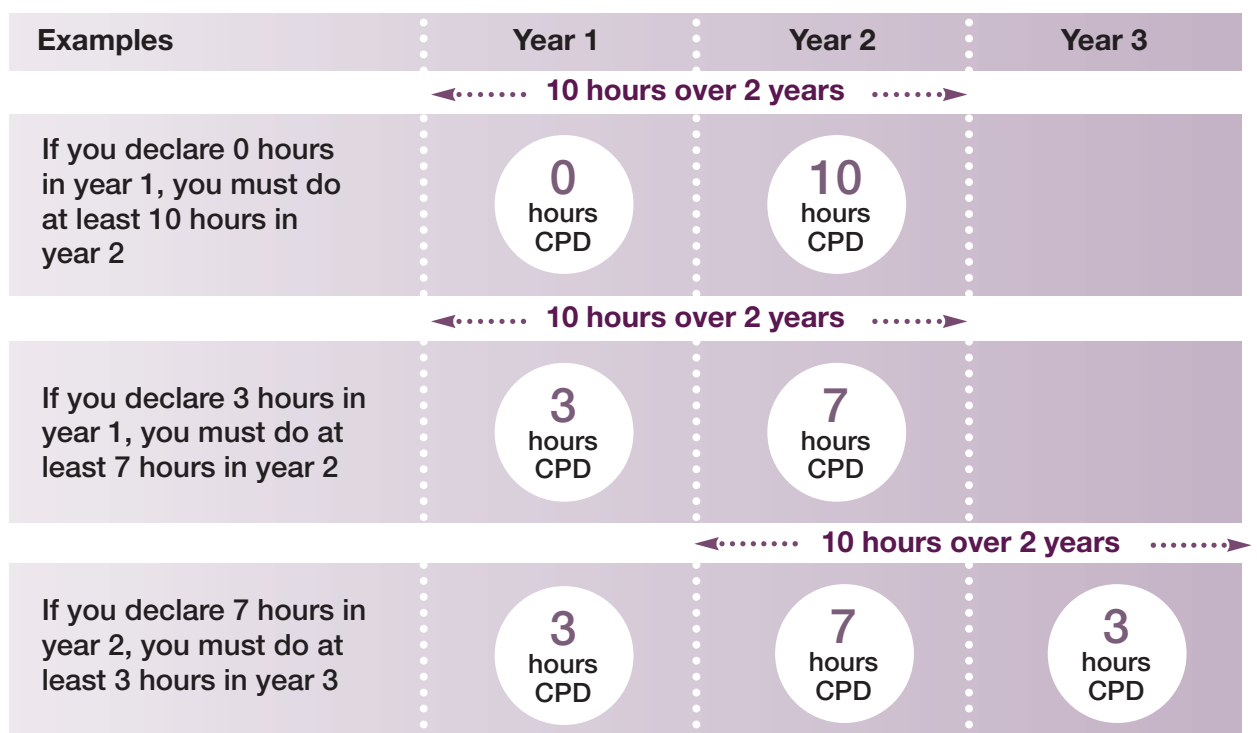 Examples Year 1 Year 2 Year 3
10 hours over 2 years
If you declare 0 hours
in year 1, you must do
at least 10 hours in
year 2
0
hours
CPD
10
hours
CPD
10 hours over 2 years
If you declare 3 hours in
year 1, you must do at
least 7 hours in year 2
3
hours
CPD
7
hours
CPD
10 hours over 2 years
If you declare 7 hours in
year 2, you must do at
least 3 hours in year 3
3
hours
CPD
7
hours
CPD
3
hours
CPD